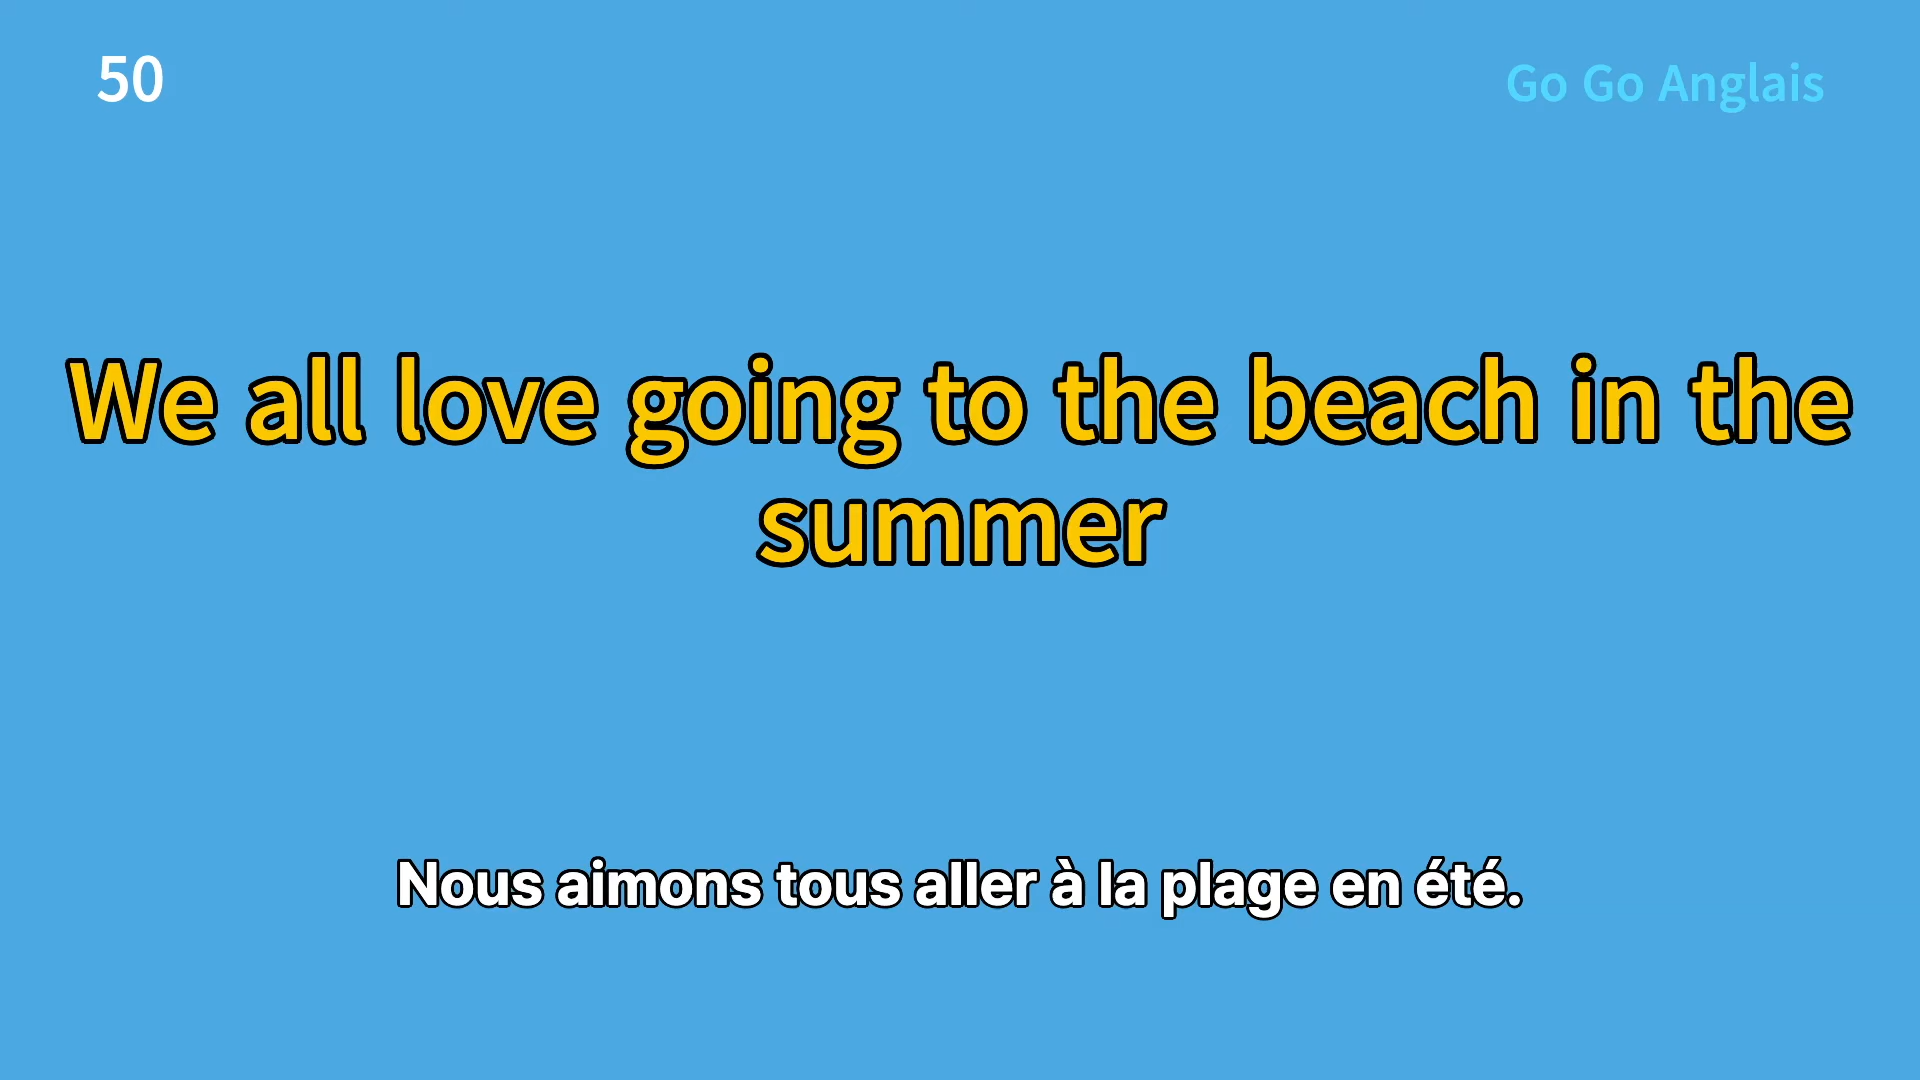 50
Go Go Anglais
We all love going to the beach in the
summer
Nous aimons tous aller à la plage en été.